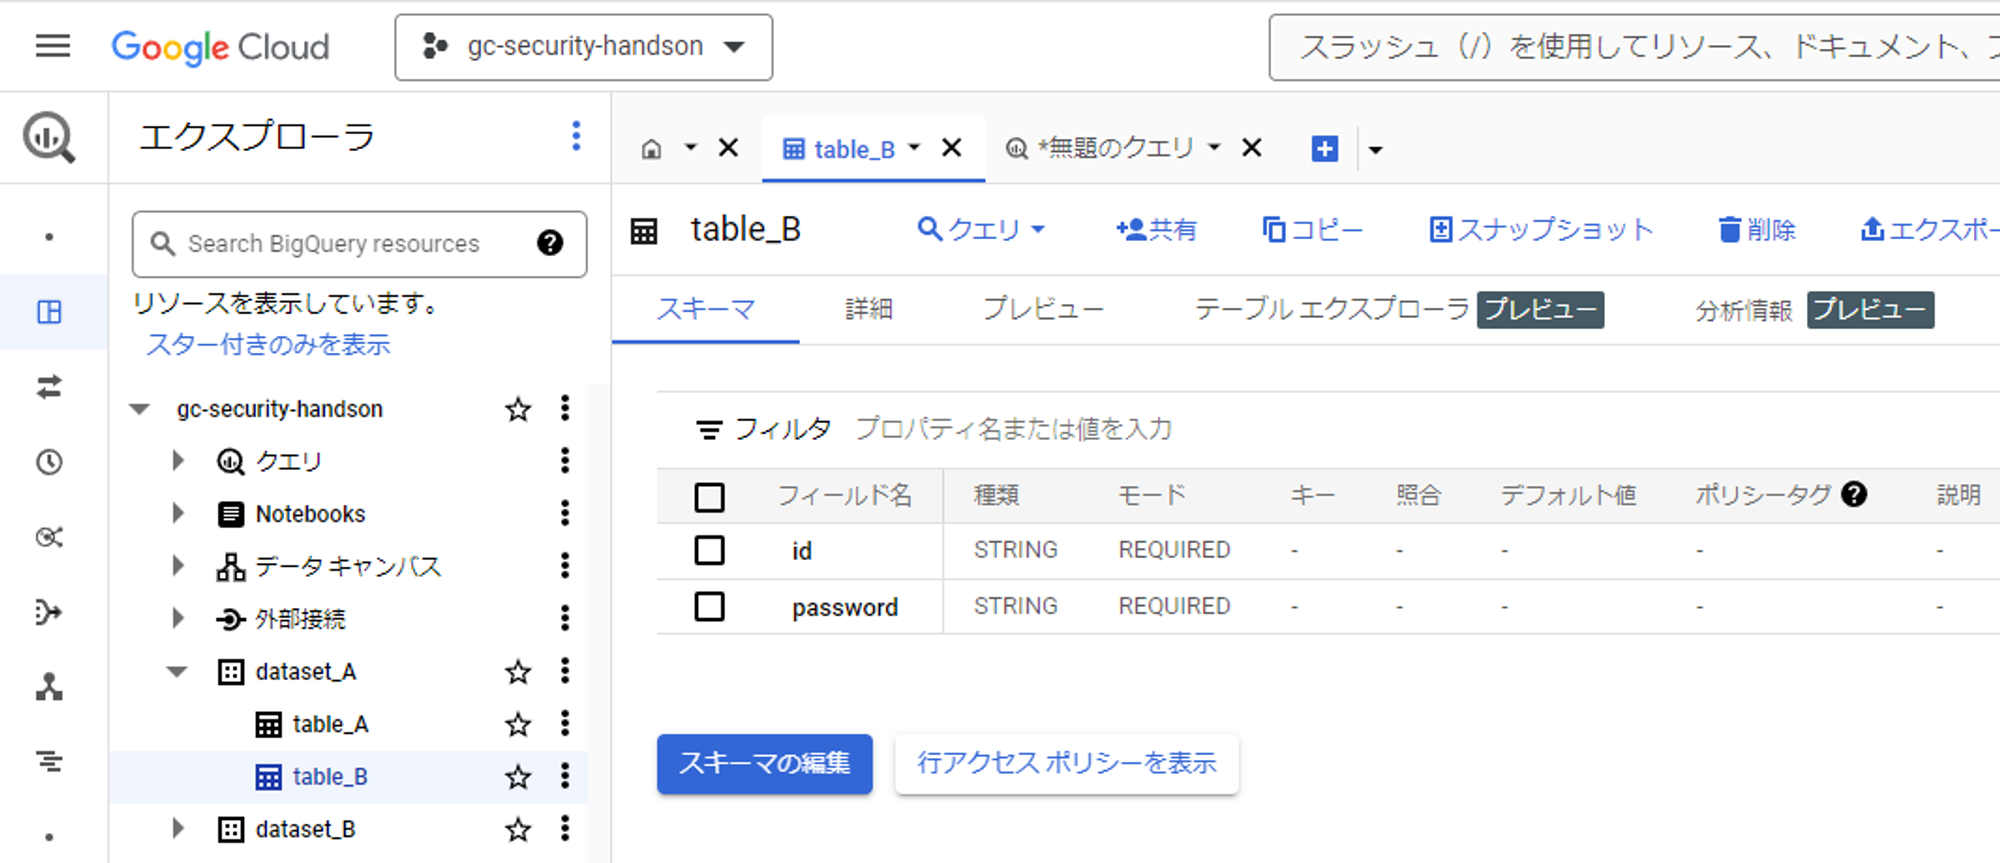 Google Cloud
gc-security-handson
スラッシュ（/）を使用してリソース、ドキュメント、
エクスプローラ
Search BigQuery resources
リソースを表示しています。
スター付きのみを表示
gc-security-handson
クエリ
Notebooks
データ キャンバス
外部接続
dataset_A
table_A
table_B
dataset_B
table_B
*無題のクエリ
table_B
クエリ
共有
コピー
スナップショット
削除
エクスポー
スキーマ
詳細
プレビュー
テーブル エクスプローラ プレビュー
分析情報 プレビュー
フィルタ プロパティ名または値を入力
フィールド名 種類 モード キー 照合 デフォルト値 ポリシータグ 説明
id STRING REQUIRED - - - - -
password STRING REQUIRED - - - - -
スキーマの編集
行アクセス ポリシーを表示